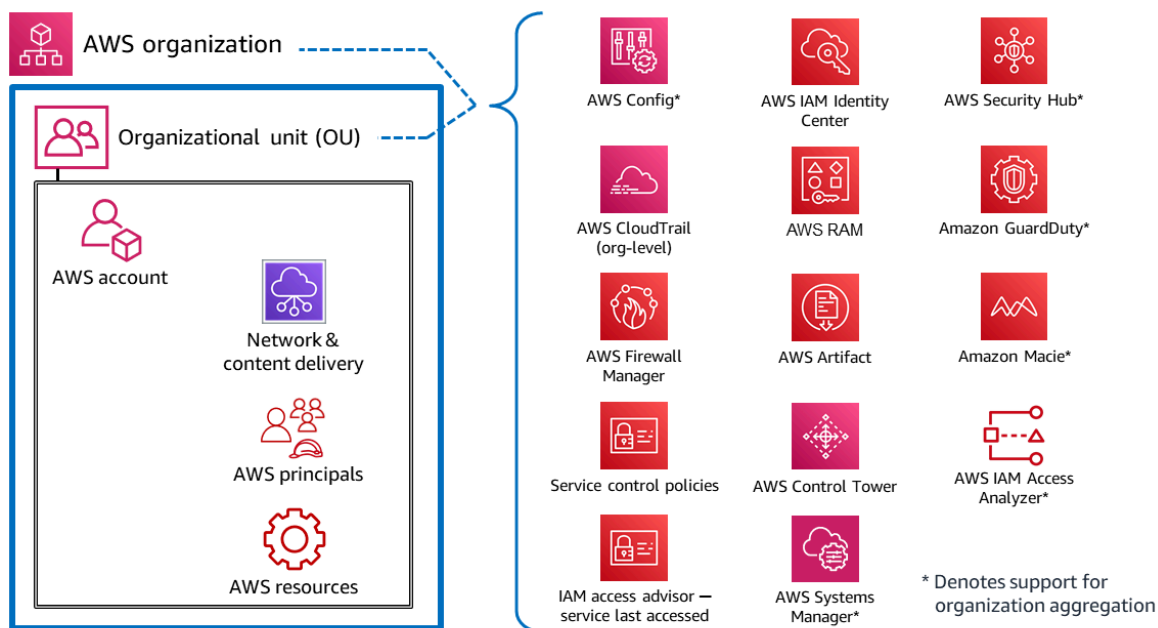 AWS organization
Organizational unit (OU)
AWS account
Network &
content delivery
AWS principals
AWS resources
AWS Config*
AWS IAM Identity
Center
AWS Security Hub*
AWS CloudTrail
(org-level)
AWS RAM
Amazon GuardDuty*
AWS Firewall
Manager
AWS Artifact
Amazon Macie*
Service control policies
AWS Control Tower
AWS IAM Access
Analyzer*
IAM access advisor —
service last accessed
AWS Systems
Manager*
* Denotes support for
organization aggregation